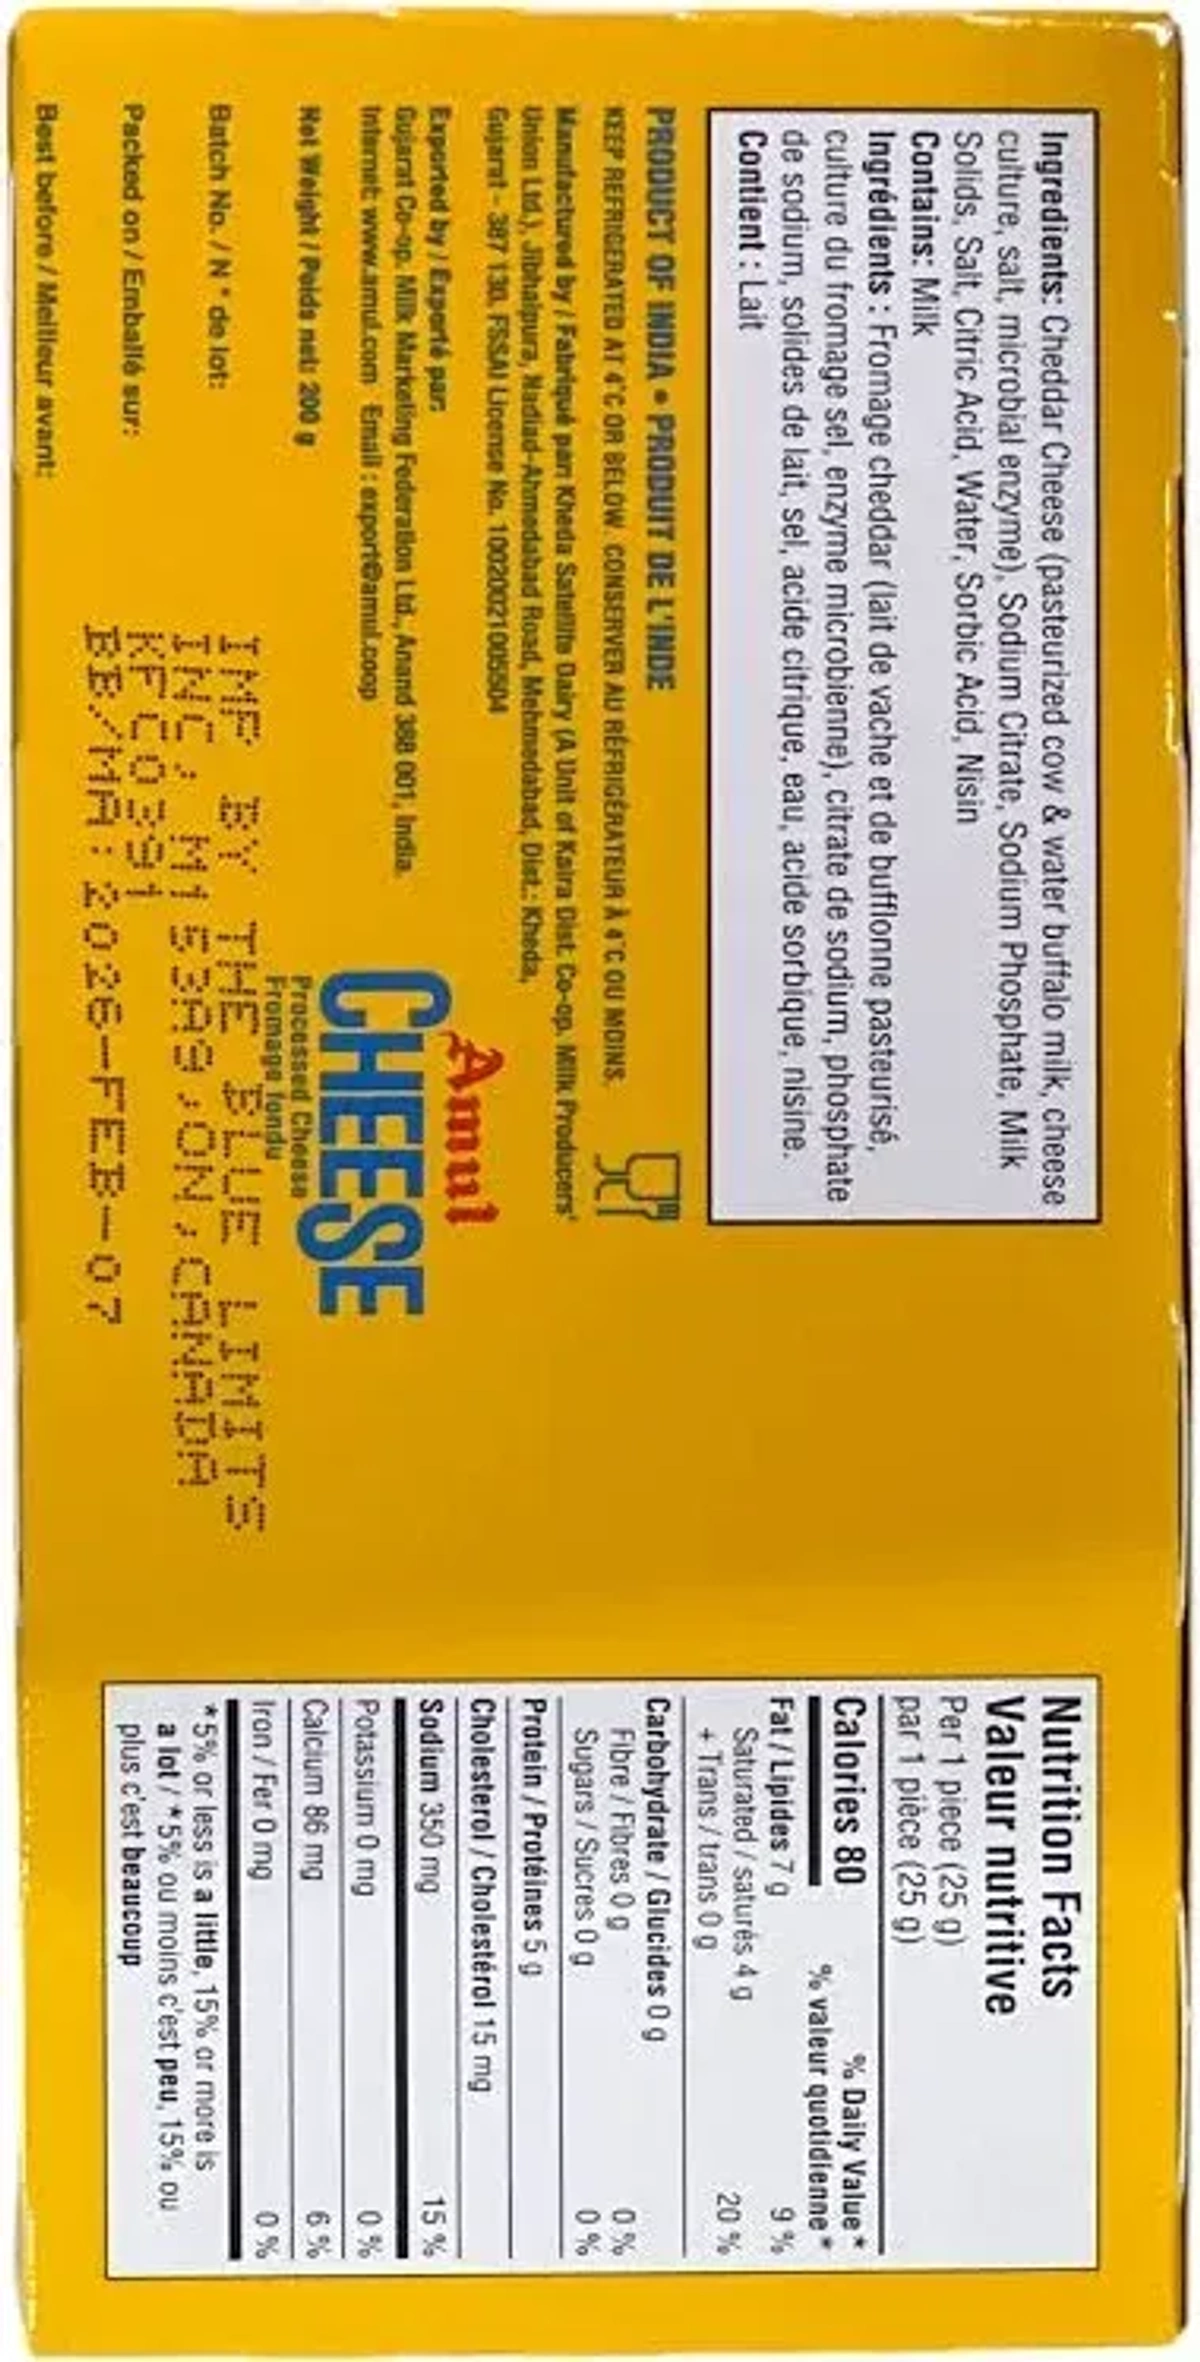 Ingredients: Cheddar Cheese (pasteurized cow & water buffalo milk, cheese
culture, salt, microbial enzyme), Sodium Citrate, Sodium Phosphate, Milk
Solids, Salt, Citric Acid, Water, Sorbic Acid, Nisin
Contains: Milk
Ingrédients : Fromage cheddar (lait de vache et de bufflonne pasteurisé,
culture du fromage sel, enzyme microbienne), citrate de sodium, phosphate
de sodium, solides de lait, sel, acide citrique, eau, acide sorbique, nisine.
Contient : Lait
PRODUCT OF INDIA • PRODUIT DE L'INDE
KEEP REFRIGERATED AT 4°C OR BELOW. CONSERVER AU RÉFRIGÉRATEUR À 4°C OU MOINS.
Manufactured by / Fabriqué par: Kheda Satellite Dairy (A Unit of Kaira Dist. Co-op. Milk Producers'
Union Ltd.), Jibhaipura, Nadiad-Ahmedabad Road, Mehmedabad, Dist.: Kheda,
Gujarat - 387 130. FSSAI License No. 10020021005504
Exported by / Exporté par:
Gujarat Co-op. Milk Marketing Federation Ltd., Anand 388 001, India.
Internet: www.amul.com Email : export@amul.coop
Net Weight / Poids net: 200 g
Amul
CHEESE
Processed Cheese
Fromage fondu
Batch No. / N° de lot:
Packed on / Emballé sur:
Best before / Meilleur avant:
IMP BY THE BLUE LIMITS
INC, M1 53A9,ON,CANADA
KFC0391
BE/MA: 2026-FEB-07
Nutrition Facts
Valeur nutritive
Per 1 piece (25 g)
par 1 pièce (25 g)
Calories 80
% Daily Value*
% valeur quotidienne*
Fat / Lipides 7 g 9 %
Saturated / saturés 4 g
+ Trans / trans 0 g 20 %
Carbohydrate / Glucides 0 g
Fibre / Fibres 0 g 0 %
Sugars / Sucres 0 g 0 %
Protein / Protéines 5 g
Cholesterol / Cholestérol 15 mg
Sodium 350 mg 15 %
Potassium 0 mg 0 %
Calcium 86 mg 6 %
Iron / Fer 0 mg 0 %
*5% or less is a little, 15% or more is
a lot / *5% ou moins c'est peu, 15% ou
plus c'est beaucoup